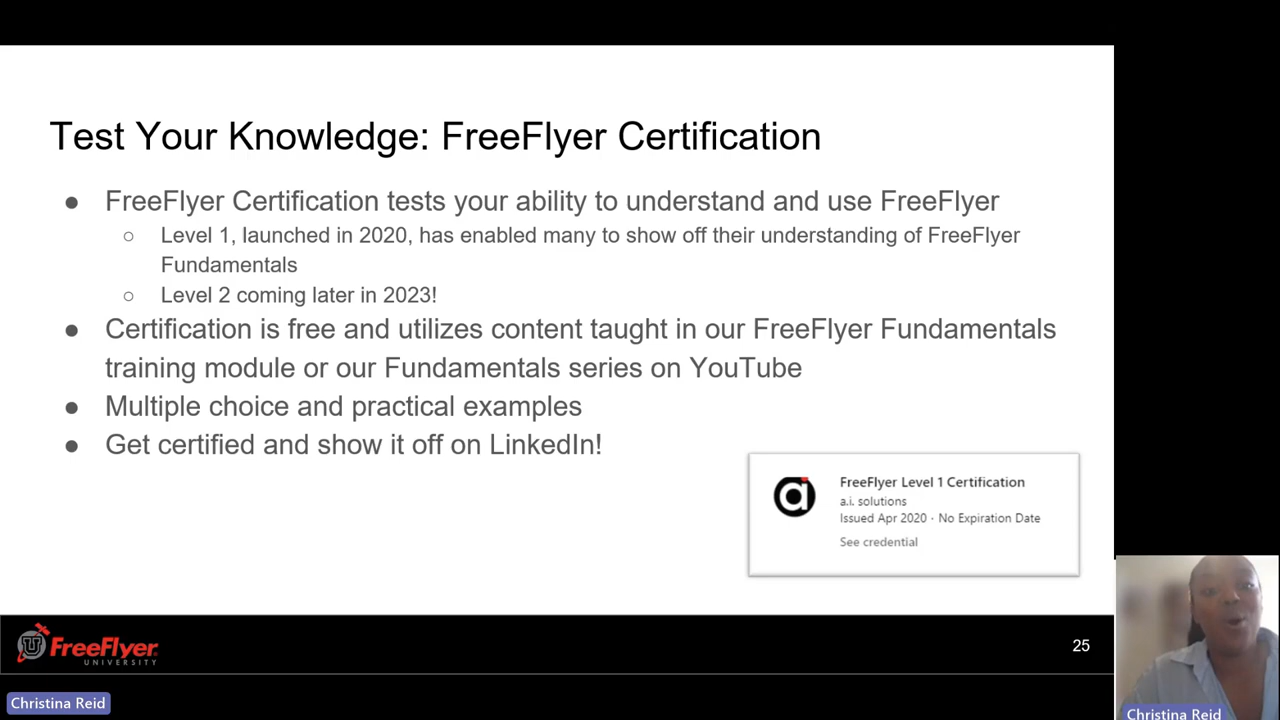 Test Your Knowledge: FreeFlyer Certification
● FreeFlyer Certification tests your ability to understand and use FreeFlyer
○ Level 1, launched in 2020, has enabled many to show off their understanding of FreeFlyer
Fundamentals
○ Level 2 coming later in 2023!
● Certification is free and utilizes content taught in our FreeFlyer Fundamentals
training module or our Fundamentals series on YouTube
● Multiple choice and practical examples
● Get certified and show it off on LinkedIn!
a
FreeFlyer Level 1 Certification
a.i. solutions
Issued Apr 2020 · No Expiration Date
See credential
U
FreeFlyer
UNIVERSITY
25
Christina Reid
Christina Reid